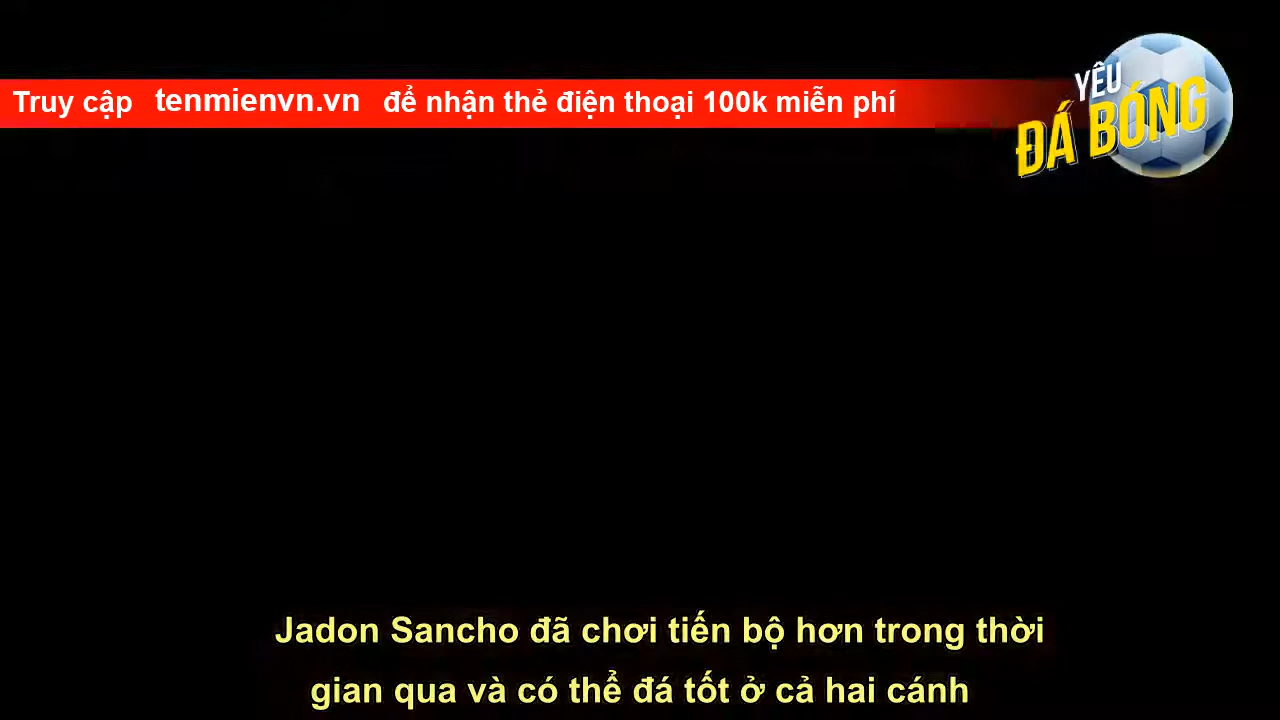 Truy cập tenmienvn.vn để nhận thẻ điện thoại 100k miễn phí
YÊU
ĐÁ BÓNG
Jadon Sancho đã chơi tiến bộ hơn trong thời
gian qua và có thể đá tốt ở cả hai cánh